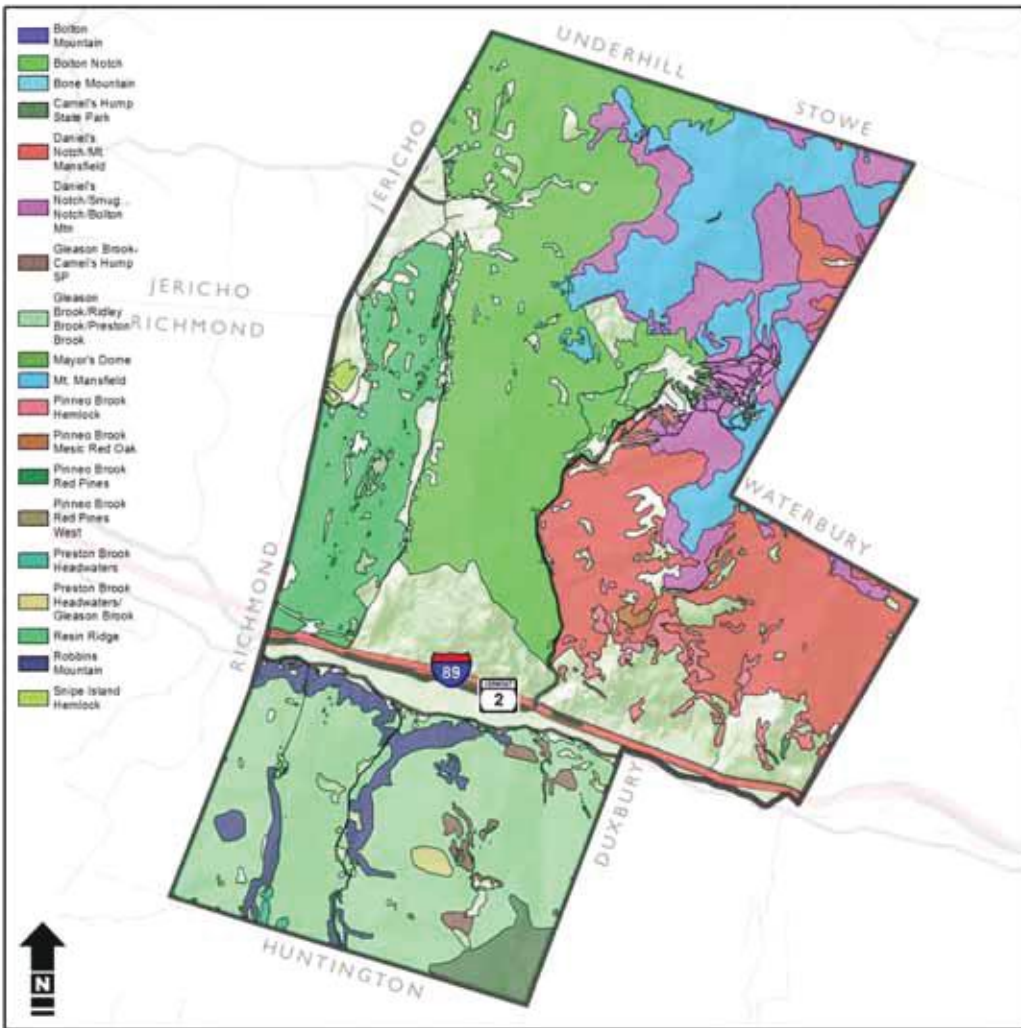 Bolton
Mountain
Bolton Notch
Bone Mountain
Camel's Hump
State Park
Daniel's
Notch/Mt.
Mansfield
Daniel's
Notch/Smug...
Notch/Bolton
Mtn
Gleason Brook-
Camel's Hump
SP
Gleason
Brook/Ridley
Brook/Preston
Brook
Mayor's Dome
Mt. Mansfield
Pinneo Brook
Hemlock
Pinneo Brook
Mesic Red Oak
Pinneo Brook
Red Pines
Pinneo Brook
Red Pines
West
Preston Brook
Headwaters
Preston Brook
Headwaters/
Gleason Brook
Resin Ridge
Robbins
Mountain
Snipe Island
Hemlock
UNDERHILL
STOWE
JERICHO
JERICHO
RICHMOND
WATERBURY
RICHMOND
89
VERMONT
2
DUXBURY
HUNTINGTON
N